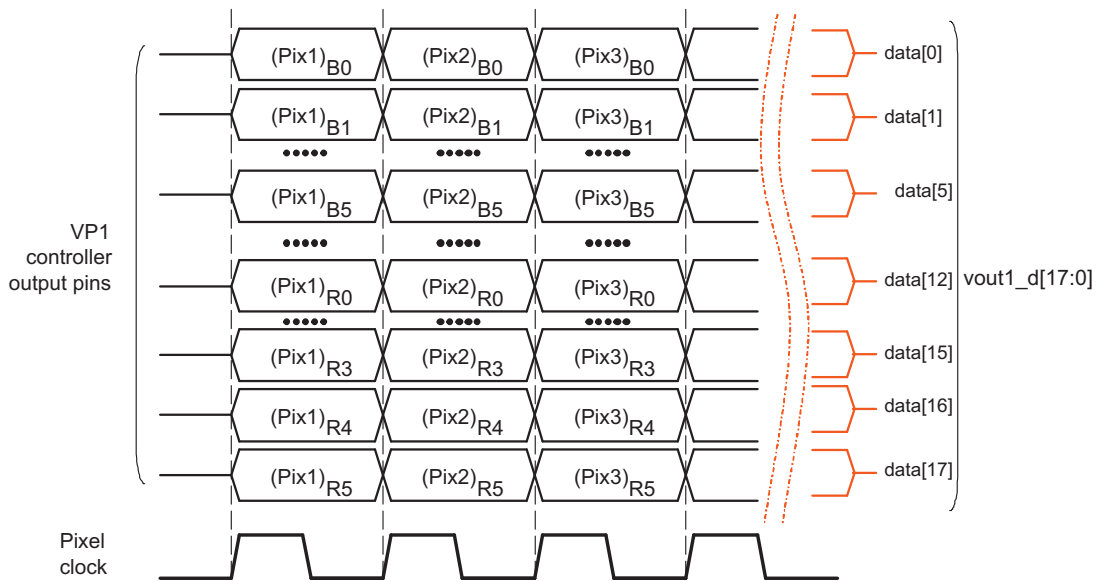 (Pix1)B0 (Pix2)B0 (Pix3)B0 data[0]
(Pix1)B1 (Pix2)B1 (Pix3)B1 data[1]
(Pix1)B5 (Pix2)B5 (Pix3)B5 data[5]
VP1
controller
output pins
(Pix1)R0 (Pix2)R0 (Pix3)R0 data[12] vout1_d[17:0]
(Pix1)R3 (Pix2)R3 (Pix3)R3 data[15]
(Pix1)R4 (Pix2)R4 (Pix3)R4 data[16]
(Pix1)R5 (Pix2)R5 (Pix3)R5 data[17]
Pixel
clock